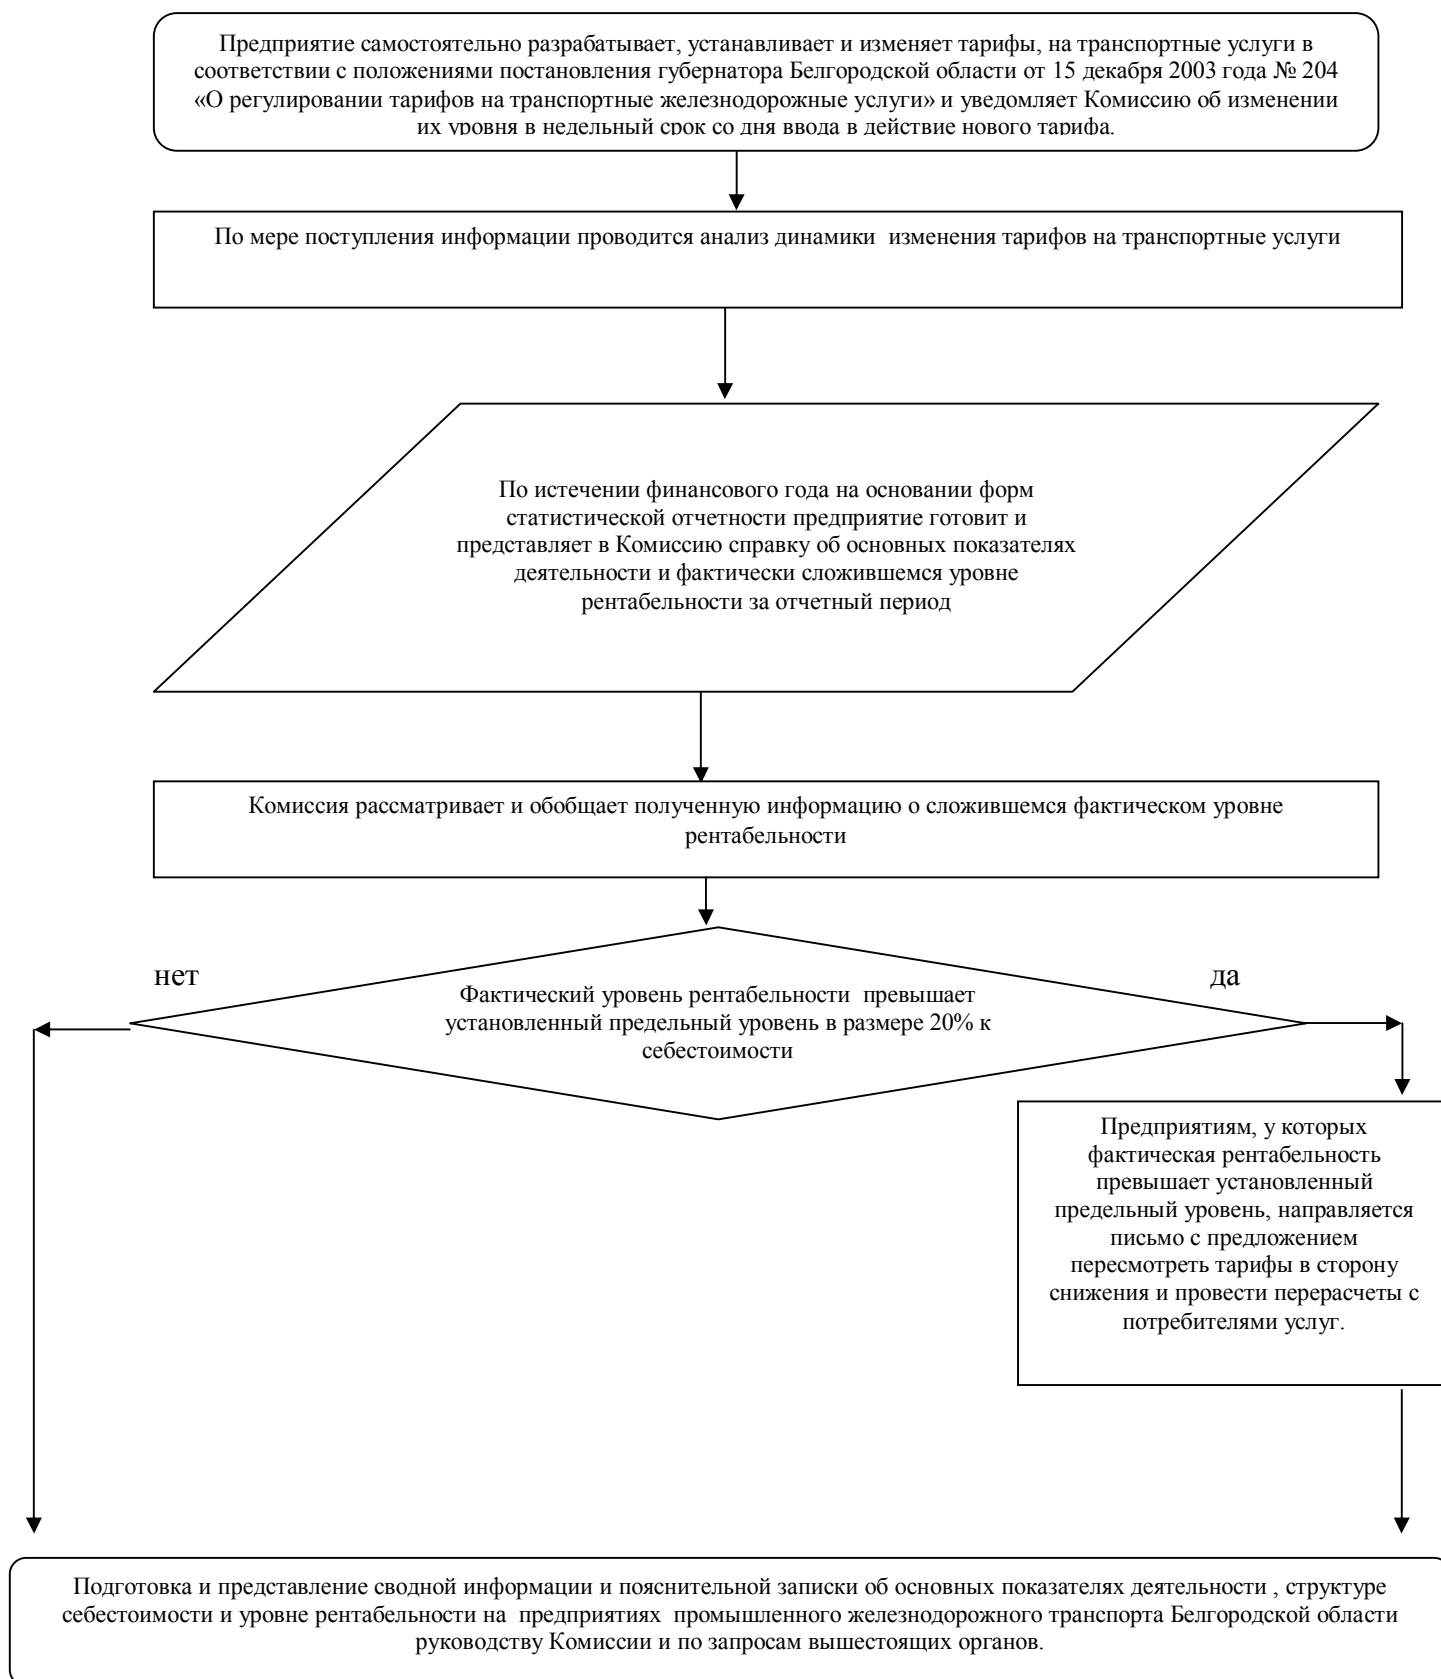 Предприятие самостоятельно разрабатывает, устанавливает и изменяет тарифы, на транспортные услуги в
соответствии с положениями постановления губернатора Белгородской области от 15 декабря 2003 года № 204
«О регулировании тарифов на транспортные железнодорожные услуги» и уведомляет Комиссию об изменении
их уровня в недельный срок со дня ввода в действие нового тарифа.
По мере поступления информации проводится анализ динамики изменения тарифов на транспортные услуги
По истечении финансового года на основании форм
статистической отчетности предприятие готовит и
представляет в Комиссию справку об основных показателях
деятельности и фактически сложившемся уровне
рентабельности за отчетный период
Комиссия рассматривает и обобщает полученную информацию о сложившемся фактическом уровне
рентабельности
нет
да
Фактический уровень рентабельности превышает
установленный предельный уровень в размере 20% к
себестоимости
Предприятиям, у которых
фактическая рентабельность
превышает установленный
предельный уровень, направляется
письмо с предложением
пересмотреть тарифы в сторону
снижения и провести перерасчеты с
потребителями услуг.
Подготовка и представление сводной информации и пояснительной записки об основных показателях деятельности , структуре
себестоимости и уровне рентабельности на предприятиях промышленного железнодорожного транспорта Белгородской области
руководству Комиссии и по запросам вышестоящих органов.